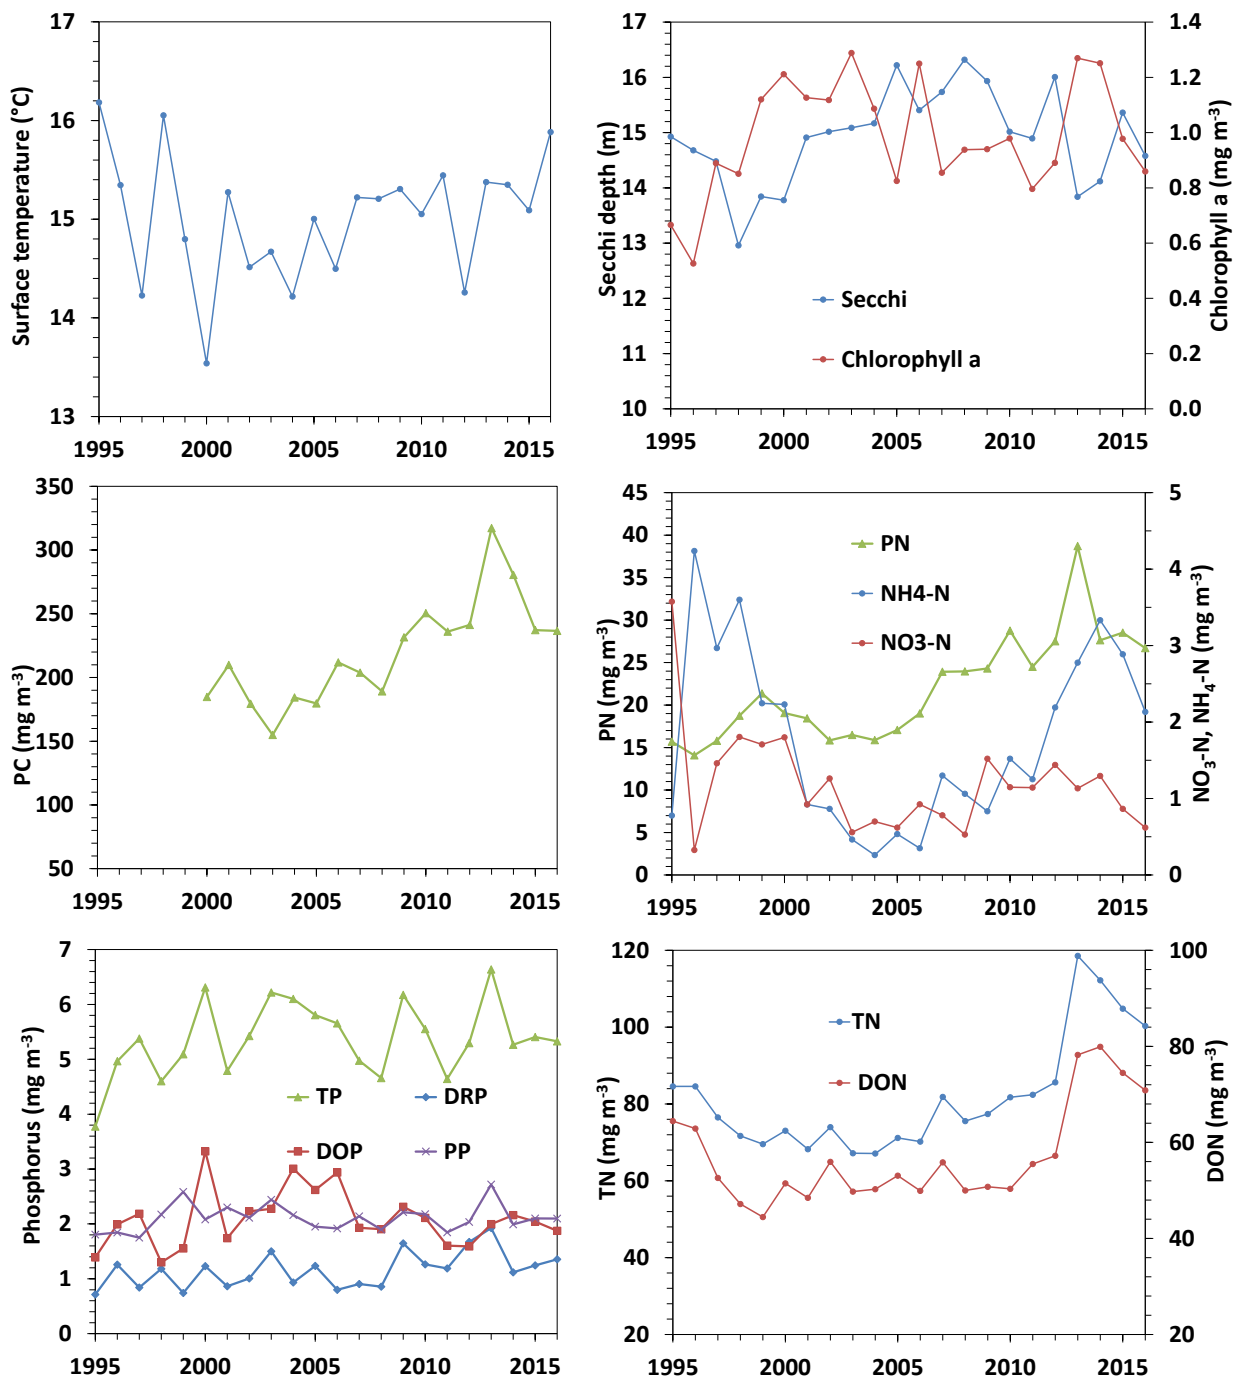 Surface temperature (°C)
17
16
15
14
13
1995 2000 2005 2010 2015
Secchi depth (m)
17
16
15
14
13
12
11
10
Secchi
Chlorophyll a
1.4
1.2
1.0
0.8
0.6
0.4
0.2
0.0
Chlorophyll a (mg m⁻³)
1995 2000 2005 2010 2015
PC (mg m⁻³)
350
300
250
200
150
100
50
1995 2000 2005 2010 2015
PN (mg m⁻³)
45
40
35
30
25
20
15
10
5
0
PN
NH4-N
NO3-N
5
4
3
2
1
0
NO₃-N, NH₄-N (mg m⁻³)
1995 2000 2005 2010 2015
Phosphorus (mg m⁻³)
7
6
5
4
3
2
1
0
TP DRP
DOP PP
1995 2000 2005 2010 2015
TN (mg m⁻³)
120
100
80
60
40
20
TN
DON
100
80
60
40
20
DON (mg m⁻³)
1995 2000 2005 2010 2015